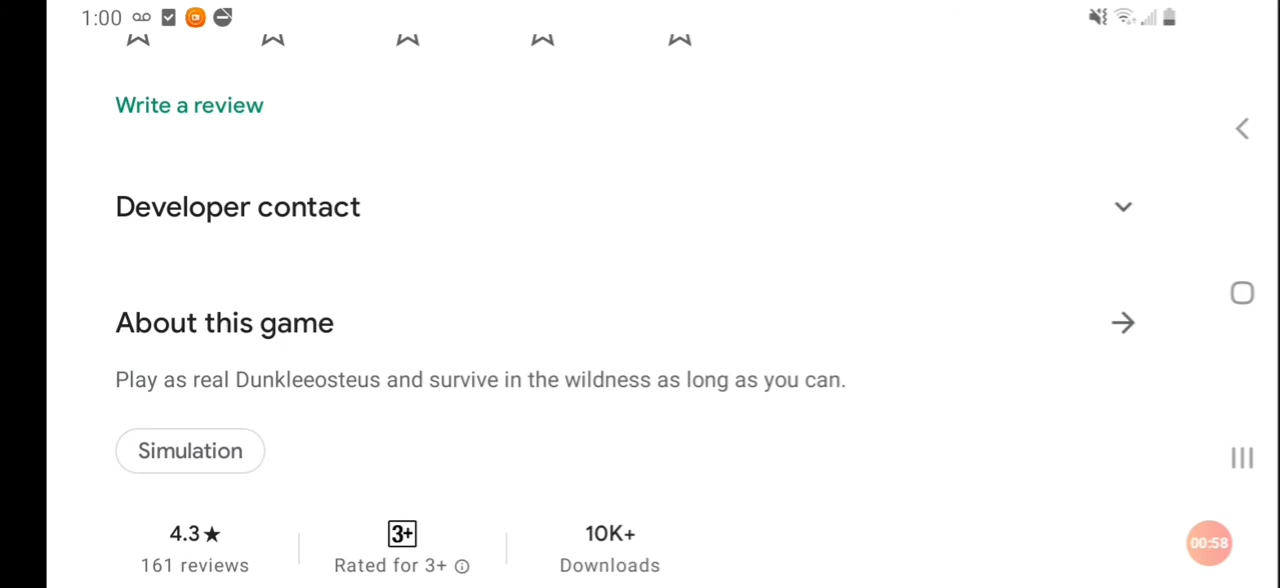 1:00
Write a review
Developer contact
About this game
Play as real Dunkleeosteus and survive in the wildness as long as you can.
Simulation
4.3★ 3+ 10K+
161 reviews Rated for 3+ Downloads
00:58